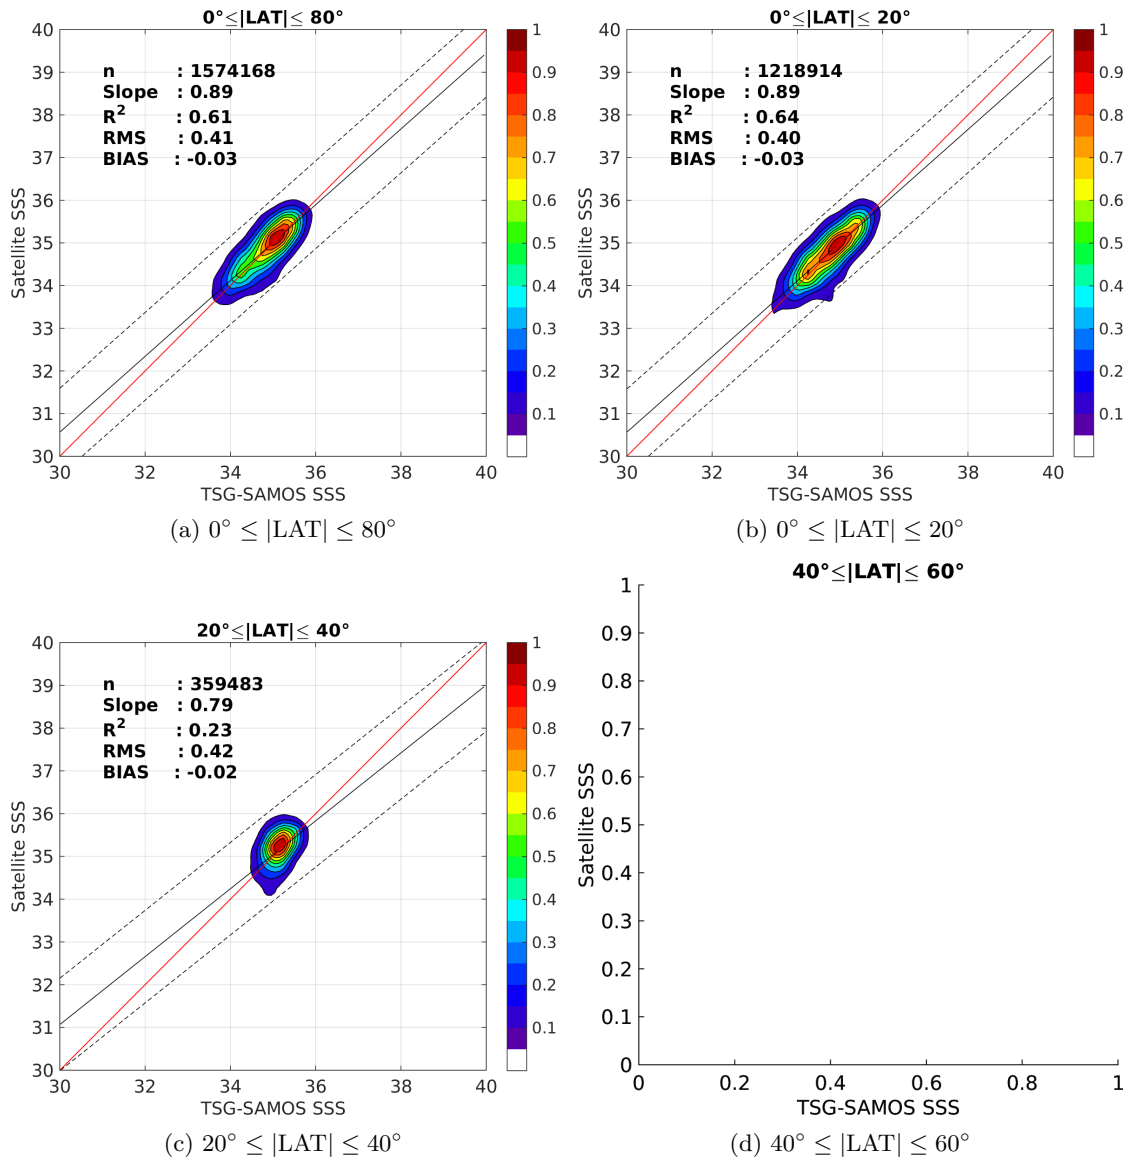 0°≤|LAT|≤ 80°
40
39
38
37
36
35
34
33
32
31
30
Satellite SSS
n : 1574168
Slope : 0.89
R2 : 0.61
RMS : 0.41
BIAS : -0.03
30 32 34 36 38 40
TSG-SAMOS SSS
1
0.9
0.8
0.7
0.6
0.5
0.4
0.3
0.2
0.1
(a) 0° ≤ |LAT| ≤ 80°
0°≤|LAT|≤ 20°
40
39
38
37
36
35
34
33
32
31
30
Satellite SSS
n : 1218914
Slope : 0.89
R2 : 0.64
RMS : 0.40
BIAS : -0.03
30 32 34 36 38 40
TSG-SAMOS SSS
1
0.9
0.8
0.7
0.6
0.5
0.4
0.3
0.2
0.1
(b) 0° ≤ |LAT| ≤ 20°
20°≤|LAT|≤ 40°
40
39
38
37
36
35
34
33
32
31
30
Satellite SSS
n : 359483
Slope : 0.79
R2 : 0.23
RMS : 0.42
BIAS : -0.02
30 32 34 36 38 40
TSG-SAMOS SSS
1
0.9
0.8
0.7
0.6
0.5
0.4
0.3
0.2
0.1
(c) 20° ≤ |LAT| ≤ 40°
40°≤|LAT|≤ 60°
1
0.9
0.8
0.7
0.6
0.5
0.4
0.3
0.2
0.1
0
Satellite SSS
0 0.2 0.4 0.6 0.8 1
TSG-SAMOS SSS
(d) 40° ≤ |LAT| ≤ 60°